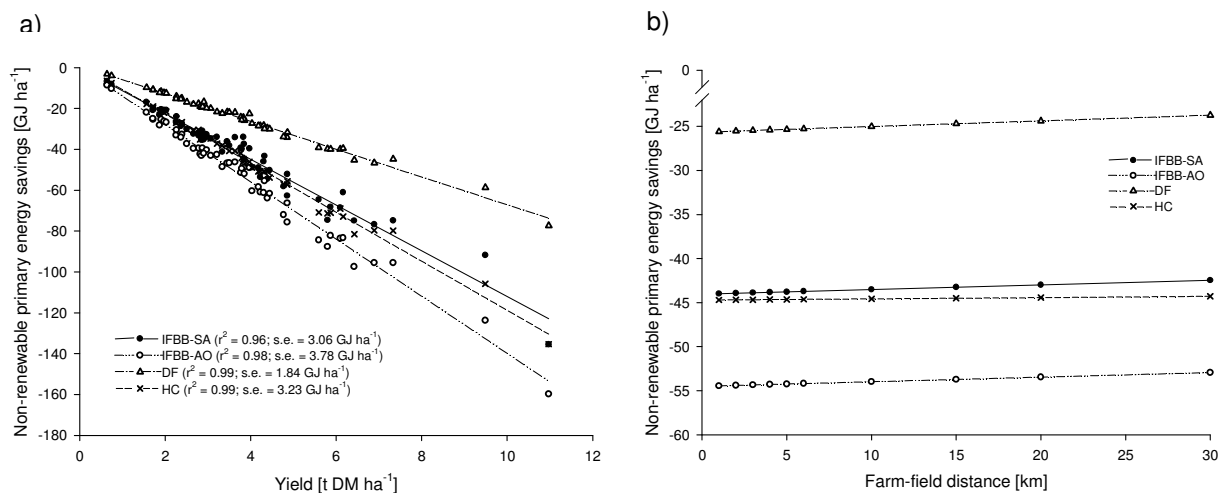 a)
Non-renewable primary energy savings [GJ ha⁻¹]
0
-20
-40
-60
-80
-100
-120
-140
-160
-180
IFBB-SA (r² = 0.96; s.e. = 3.06 GJ ha⁻¹)
IFBB-AO (r² = 0.98; s.e. = 3.78 GJ ha⁻¹)
DF (r² = 0.99; s.e. = 1.84 GJ ha⁻¹)
HC (r² = 0.99; s.e. = 3.23 GJ ha⁻¹)
0 2 4 6 8 10 12
Yield [t DM ha⁻¹]
b)
Non-renewable primary energy savings [GJ ha⁻¹]
0
-25
-30
-35
-40
-45
-50
-55
-60
IFBB-SA
IFBB-AO
DF
HC
0 5 10 15 20 25 30
Farm-field distance [km]